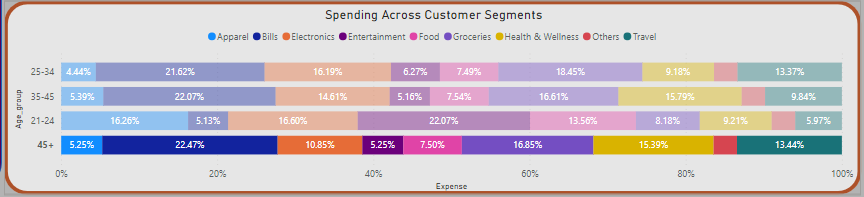 Spending Across Customer Segments
Apparel Bills Electronics Entertainment Food Groceries Health & Wellness Others Travel
Age_group
25-34 4.44% 21.62% 16.19% 6.27% 7.49% 18.45% 9.18% 13.37%
35-45 5.39% 22.07% 14.61% 5.16% 7.54% 16.61% 15.79% 9.84%
21-24 16.26% 5.13% 16.60% 22.07% 13.56% 8.18% 9.21% 5.97%
45+ 5.25% 22.47% 10.85% 5.25% 7.50% 16.85% 15.39% 13.44%
0% 20% 40% 60% 80% 100%
Expense